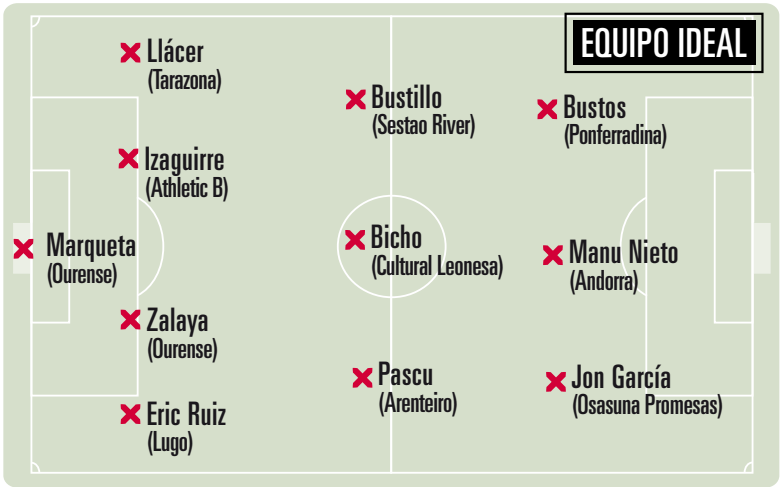 EQUIPO IDEAL
Llácer
(Tarazona)
Izaguirre
(Athletic B)
Marqueta
(Ourense)
Zalaya
(Ourense)
Eric Ruiz
(Lugo)
Bustillo
(Sestao River)
Bicho
(Cultural Leonesa)
Pascu
(Arenteiro)
Bustos
(Ponferradina)
Manu Nieto
(Andorra)
Jon García
(Osasuna Promesas)